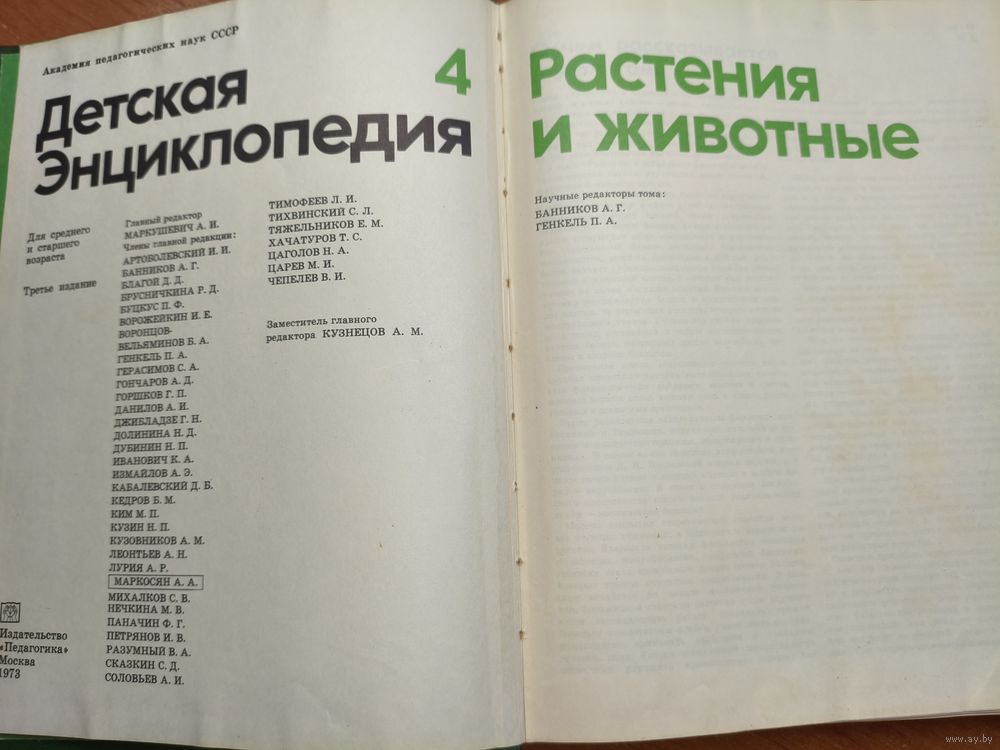 Академия педагогических наук СССР
Детская
Энциклопедия
4
Для среднего
и старшего
возраста
Третье издание
Главный редактор
МАРКУШЕВИЧ А. И.
Члены главной редакции:
АРТОБОЛЕВСКИЙ И. И.
БАННИКОВ А. Г.
БЛАГОЙ Д. Д.
БРУСНИЧКИНА Р. Д.
БУЦКУС П. Ф.
ВОРОЖЕЙКИН И. Е.
ВОРОНЦОВ-
ВЕЛЬЯМИНОВ Б. А.
ГЕНКЕЛЬ П. А.
ГЕРАСИМОВ С. А.
ГОНЧАРОВ А. Д.
ГОРШКОВ Г. П.
ДАНИЛОВ А. И.
ДЖИБЛАДЗЕ Г. Н.
ДОЛИНИНА Н. Д.
ДУБИНИН Н. П.
ИВАНОВИЧ К. А.
ИЗМАЙЛОВ А. Э.
КАБАЛЕВСКИЙ Д. Б.
КЕДРОВ Б. М.
КИМ М. П.
КУЗИН Н. П.
КУЗОВНИКОВ А. М.
ЛЕОНТЬЕВ А. Н.
ЛУРИЯ А. Р.
МАРКОСЯН А. А.
МИХАЛКОВ С. В.
НЕЧКИНА М. В.
ПАНАЧИН Ф. Г.
ПЕТРЯНОВ И. В.
РАЗУМНЫЙ В. А.
СКАЗКИН С. Д.
СОЛОВЬЕВ А. И.
ТИМОФЕЕВ Л. И.
ТИХВИНСКИЙ С. Л.
ТЯЖЕЛЬНИКОВ Е. М.
ХАЧАТУРОВ Т. С.
ЦАГОЛОВ Н. А.
ЦАРЕВ М. И.
ЧЕПЕЛЕВ В. И.
Заместитель главного
редактора КУЗНЕЦОВ А. М.
Издательство
«Педагогика»
Москва
1973
Растения
и животные
Научные редакторы тома:
БАННИКОВ А. Г.
ГЕНКЕЛЬ П. А.
www.ay.by